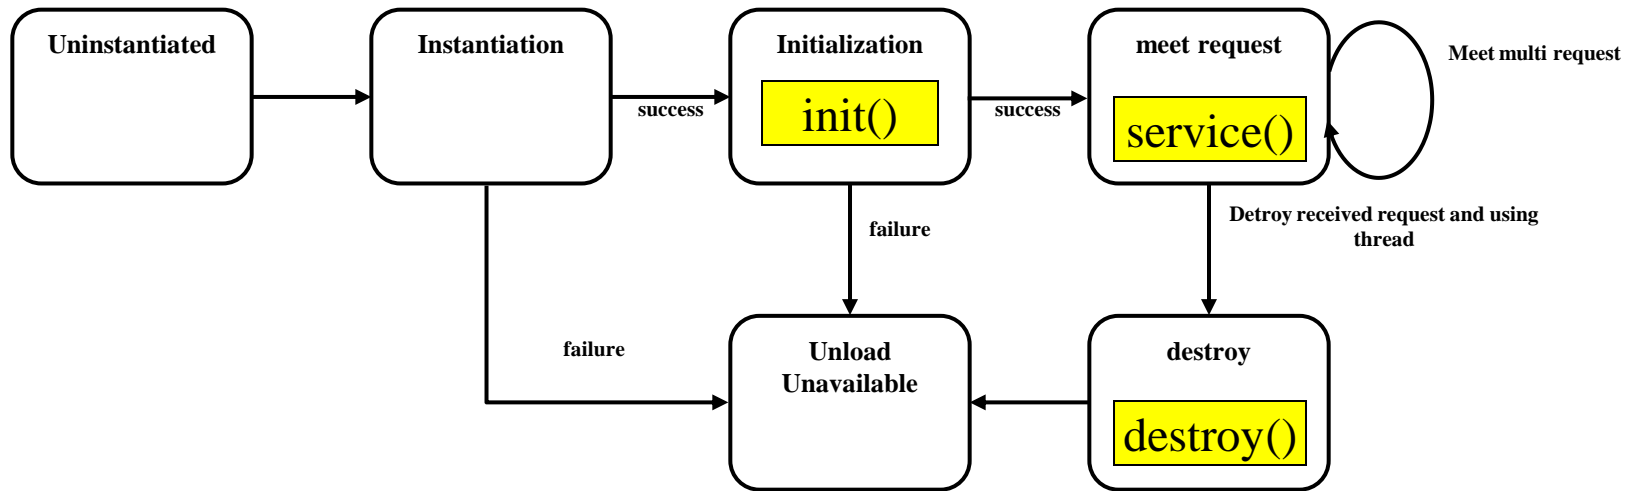 Uninstantiated
Instantiation
Initialization
meet request
Meet multi request
init()
success
success
service()
Detroy received request and using
thread
failure
failure
Unload
Unavailable
destroy
destroy()